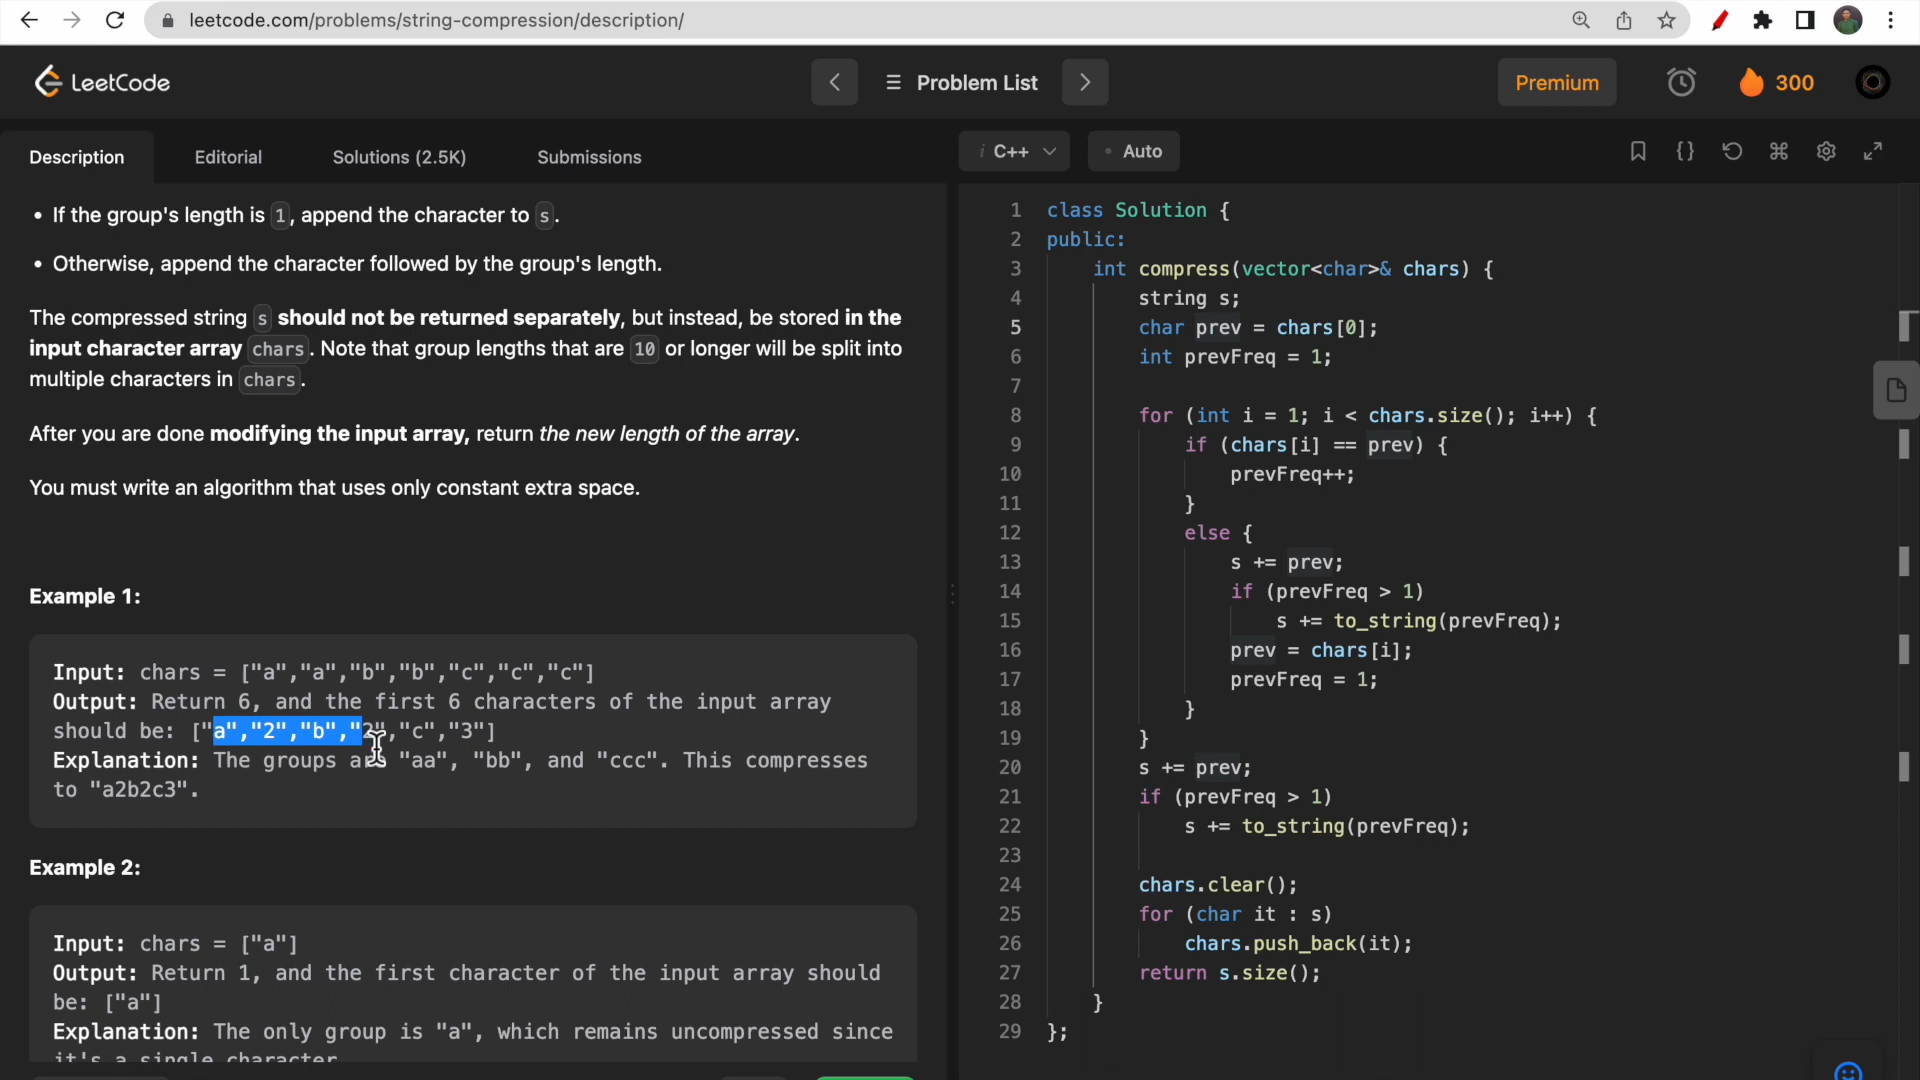 leetcode.com/problems/string-compression/description/
LeetCode
Problem List
Premium
300
Description
Editorial
Solutions (2.5K)
Submissions
• If the group's length is 1, append the character to s.
• Otherwise, append the character followed by the group's length.
The compressed string s should not be returned separately, but instead, be stored in the
input character array chars. Note that group lengths that are 10 or longer will be split into
multiple characters in chars.
After you are done modifying the input array, return the new length of the array.
You must write an algorithm that uses only constant extra space.
Example 1:
Input: chars = ["a","a","b","b","c","c","c"]
Output: Return 6, and the first 6 characters of the input array
should be: ["a","2","b","2","c","3"]
Explanation: The groups are "aa", "bb", and "ccc". This compresses
to "a2b2c3".
Example 2:
Input: chars = ["a"]
Output: Return 1, and the first character of the input array should
be: ["a"]
Explanation: The only group is "a", which remains uncompressed since
it's a single character
i C++
• Auto
1 class Solution {
2 public:
3 int compress(vector<char>& chars) {
4 string s;
5 char prev = chars[0];
6 int prevFreq = 1;
7
8 for (int i = 1; i < chars.size(); i++) {
9 if (chars[i] == prev) {
10 prevFreq++;
11 }
12 else {
13 s += prev;
14 if (prevFreq > 1)
15 s += to_string(prevFreq);
16 prev = chars[i];
17 prevFreq = 1;
18 }
19 }
20 s += prev;
21 if (prevFreq > 1)
22 s += to_string(prevFreq);
23
24 chars.clear();
25 for (char it : s)
26 chars.push_back(it);
27 return s.size();
28 }
29 };